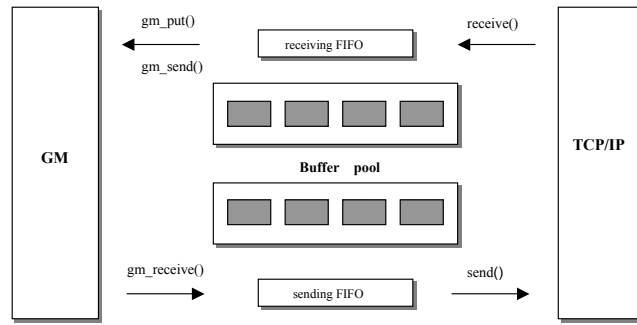 gm_put()
receiving FIFO
receive()
gm_send()
GM
TCP/IP
Buffer pool
gm_receive()
sending FIFO
send()